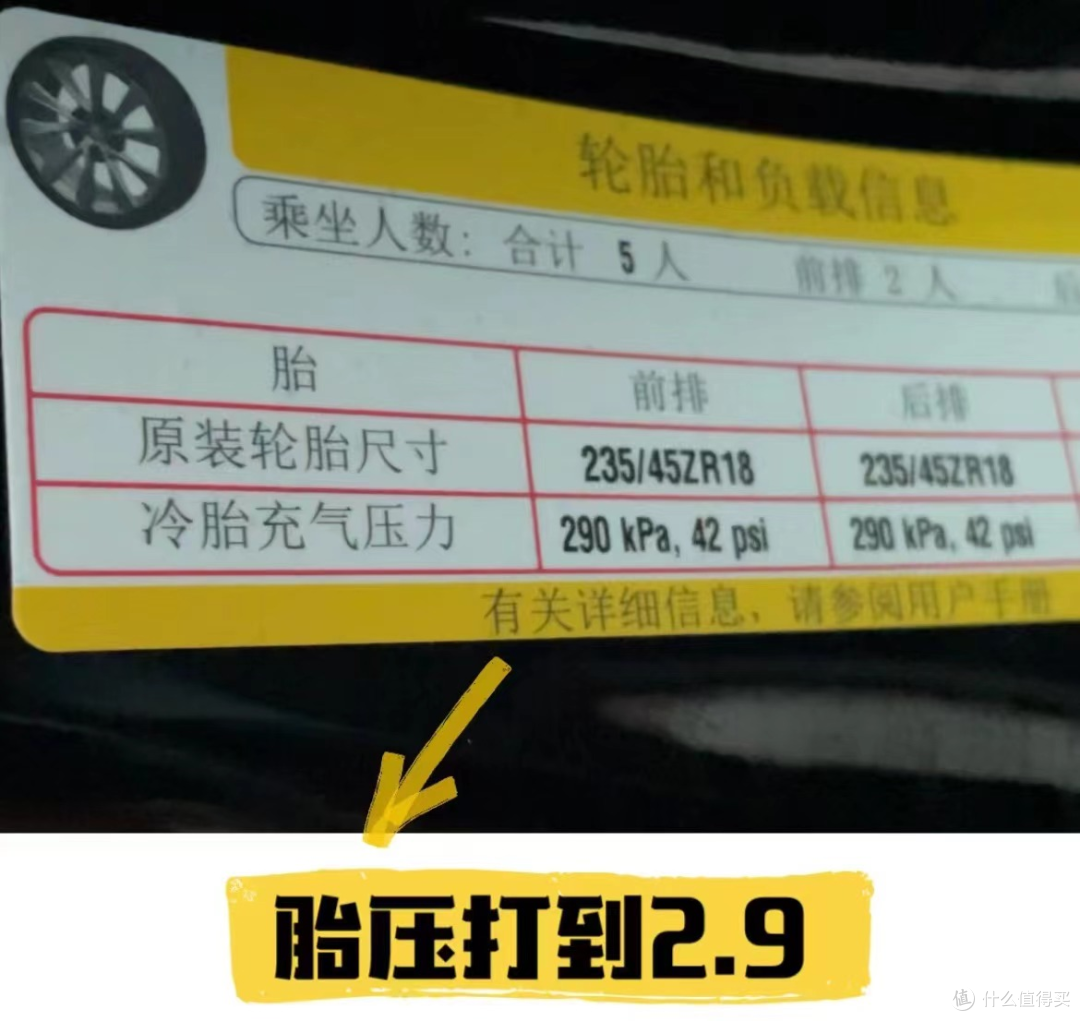 轮胎和负载信息
乘坐人数: 合计 5 人 前排 2 人 后
胎 前排 后排
原装轮胎尺寸 235/45ZR18 235/45ZR18
冷胎充气压力 290 kPa, 42 psi 290 kPa, 42 psi
有关详细信息, 请参阅用户手册
胎压打到2.9
值 什么值得买